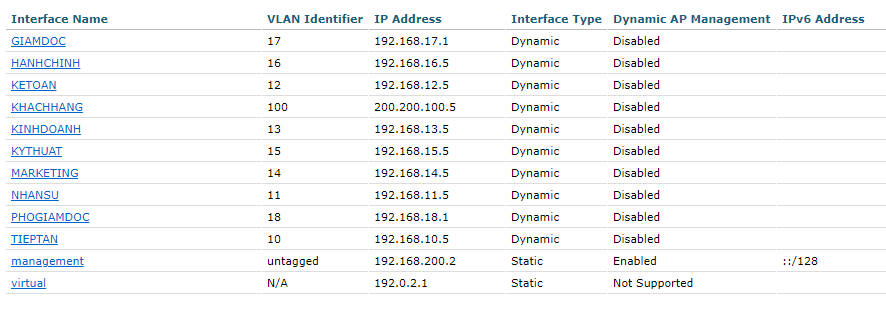 Interface Name VLAN Identifier IP Address Interface Type Dynamic AP Management IPv6 Address
GIAMDOC 17 192.168.17.1 Dynamic Disabled
HANHCHINH 16 192.168.16.5 Dynamic Disabled
KETOAN 12 192.168.12.5 Dynamic Disabled
KHACHHANG 100 200.200.100.5 Dynamic Disabled
KINHDOANH 13 192.168.13.5 Dynamic Disabled
KYTHUAT 15 192.168.15.5 Dynamic Disabled
MARKETING 14 192.168.14.5 Dynamic Disabled
NHANSU 11 192.168.11.5 Dynamic Disabled
PHOGIAMDOC 18 192.168.18.1 Dynamic Disabled
TIEPTAN 10 192.168.10.5 Dynamic Disabled
management untagged 192.168.200.2 Static Enabled ::/128
virtual N/A 192.0.2.1 Static Not Supported